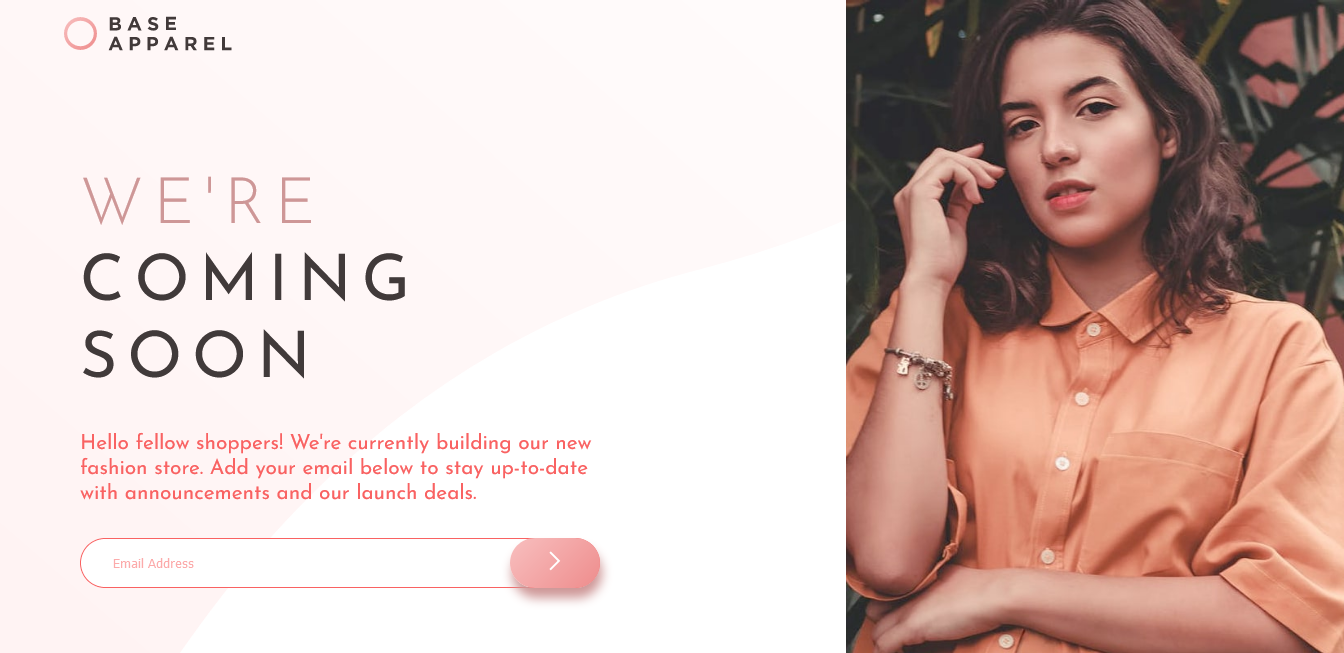 BASE
APPAREL
WE'RE
COMING
SOON
Hello fellow shoppers! We're currently building our new
fashion store. Add your email below to stay up-to-date
with announcements and our launch deals.
Email Address